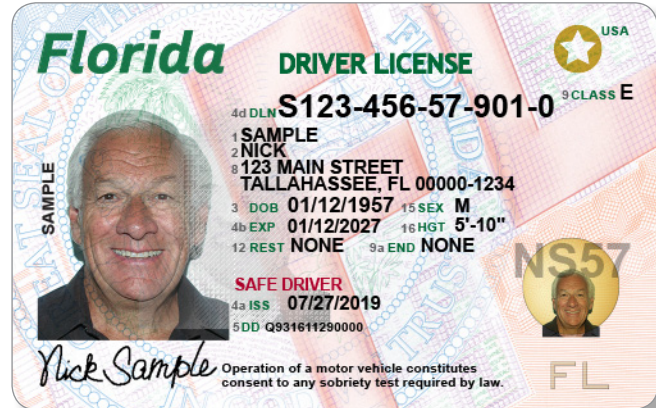 Florida
DRIVER LICENSE
USA
4d DLN S123-456-57-901-0
9 CLASS E
1 SAMPLE
2 NICK
8 123 MAIN STREET
TALLAHASSEE, FL 00000-1234
3 DOB 01/12/1957 15 SEX M
4b EXP 01/12/2027 16 HGT 5'-10"
12 REST NONE 9a END NONE
SAFE DRIVER
4a ISS 07/27/2019
5 DD Q931611290000
SAMPLE
NS57
FL
Nick Sample
Operation of a motor vehicle constitutes
consent to any sobriety test required by law.